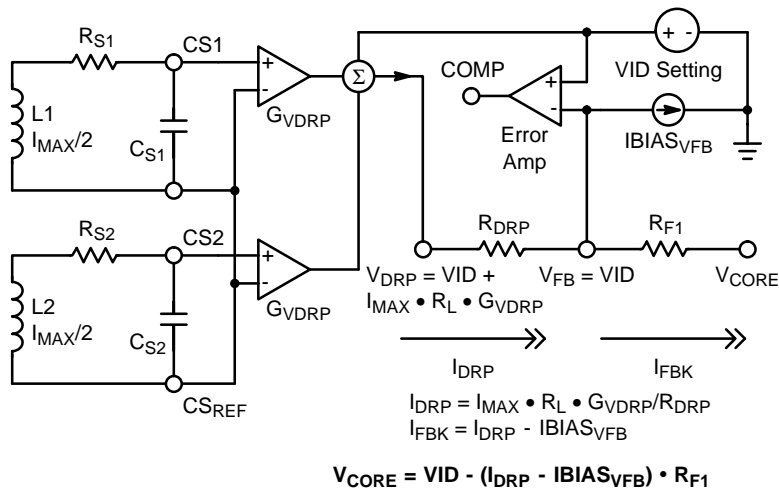 RS1
CS1
L1
IMAX/2
CS1
+
-
GVDRP
Σ
COMP
+
-
Error
Amp
+ -
VID Setting
IBIASVFB
RS2
CS2
L2
IMAX/2
CS2
+
-
GVDRP
CSREF
RDRP
RF1
VDRP = VID +
IMAX • RL • GVDRP
VFB = VID
VCORE
IDRP
IFBK
IDRP = IMAX • RL • GVDRP/RDRP
IFBK = IDRP - IBIASVFB
VCORE = VID - (IDRP - IBIASVFB) • RF1